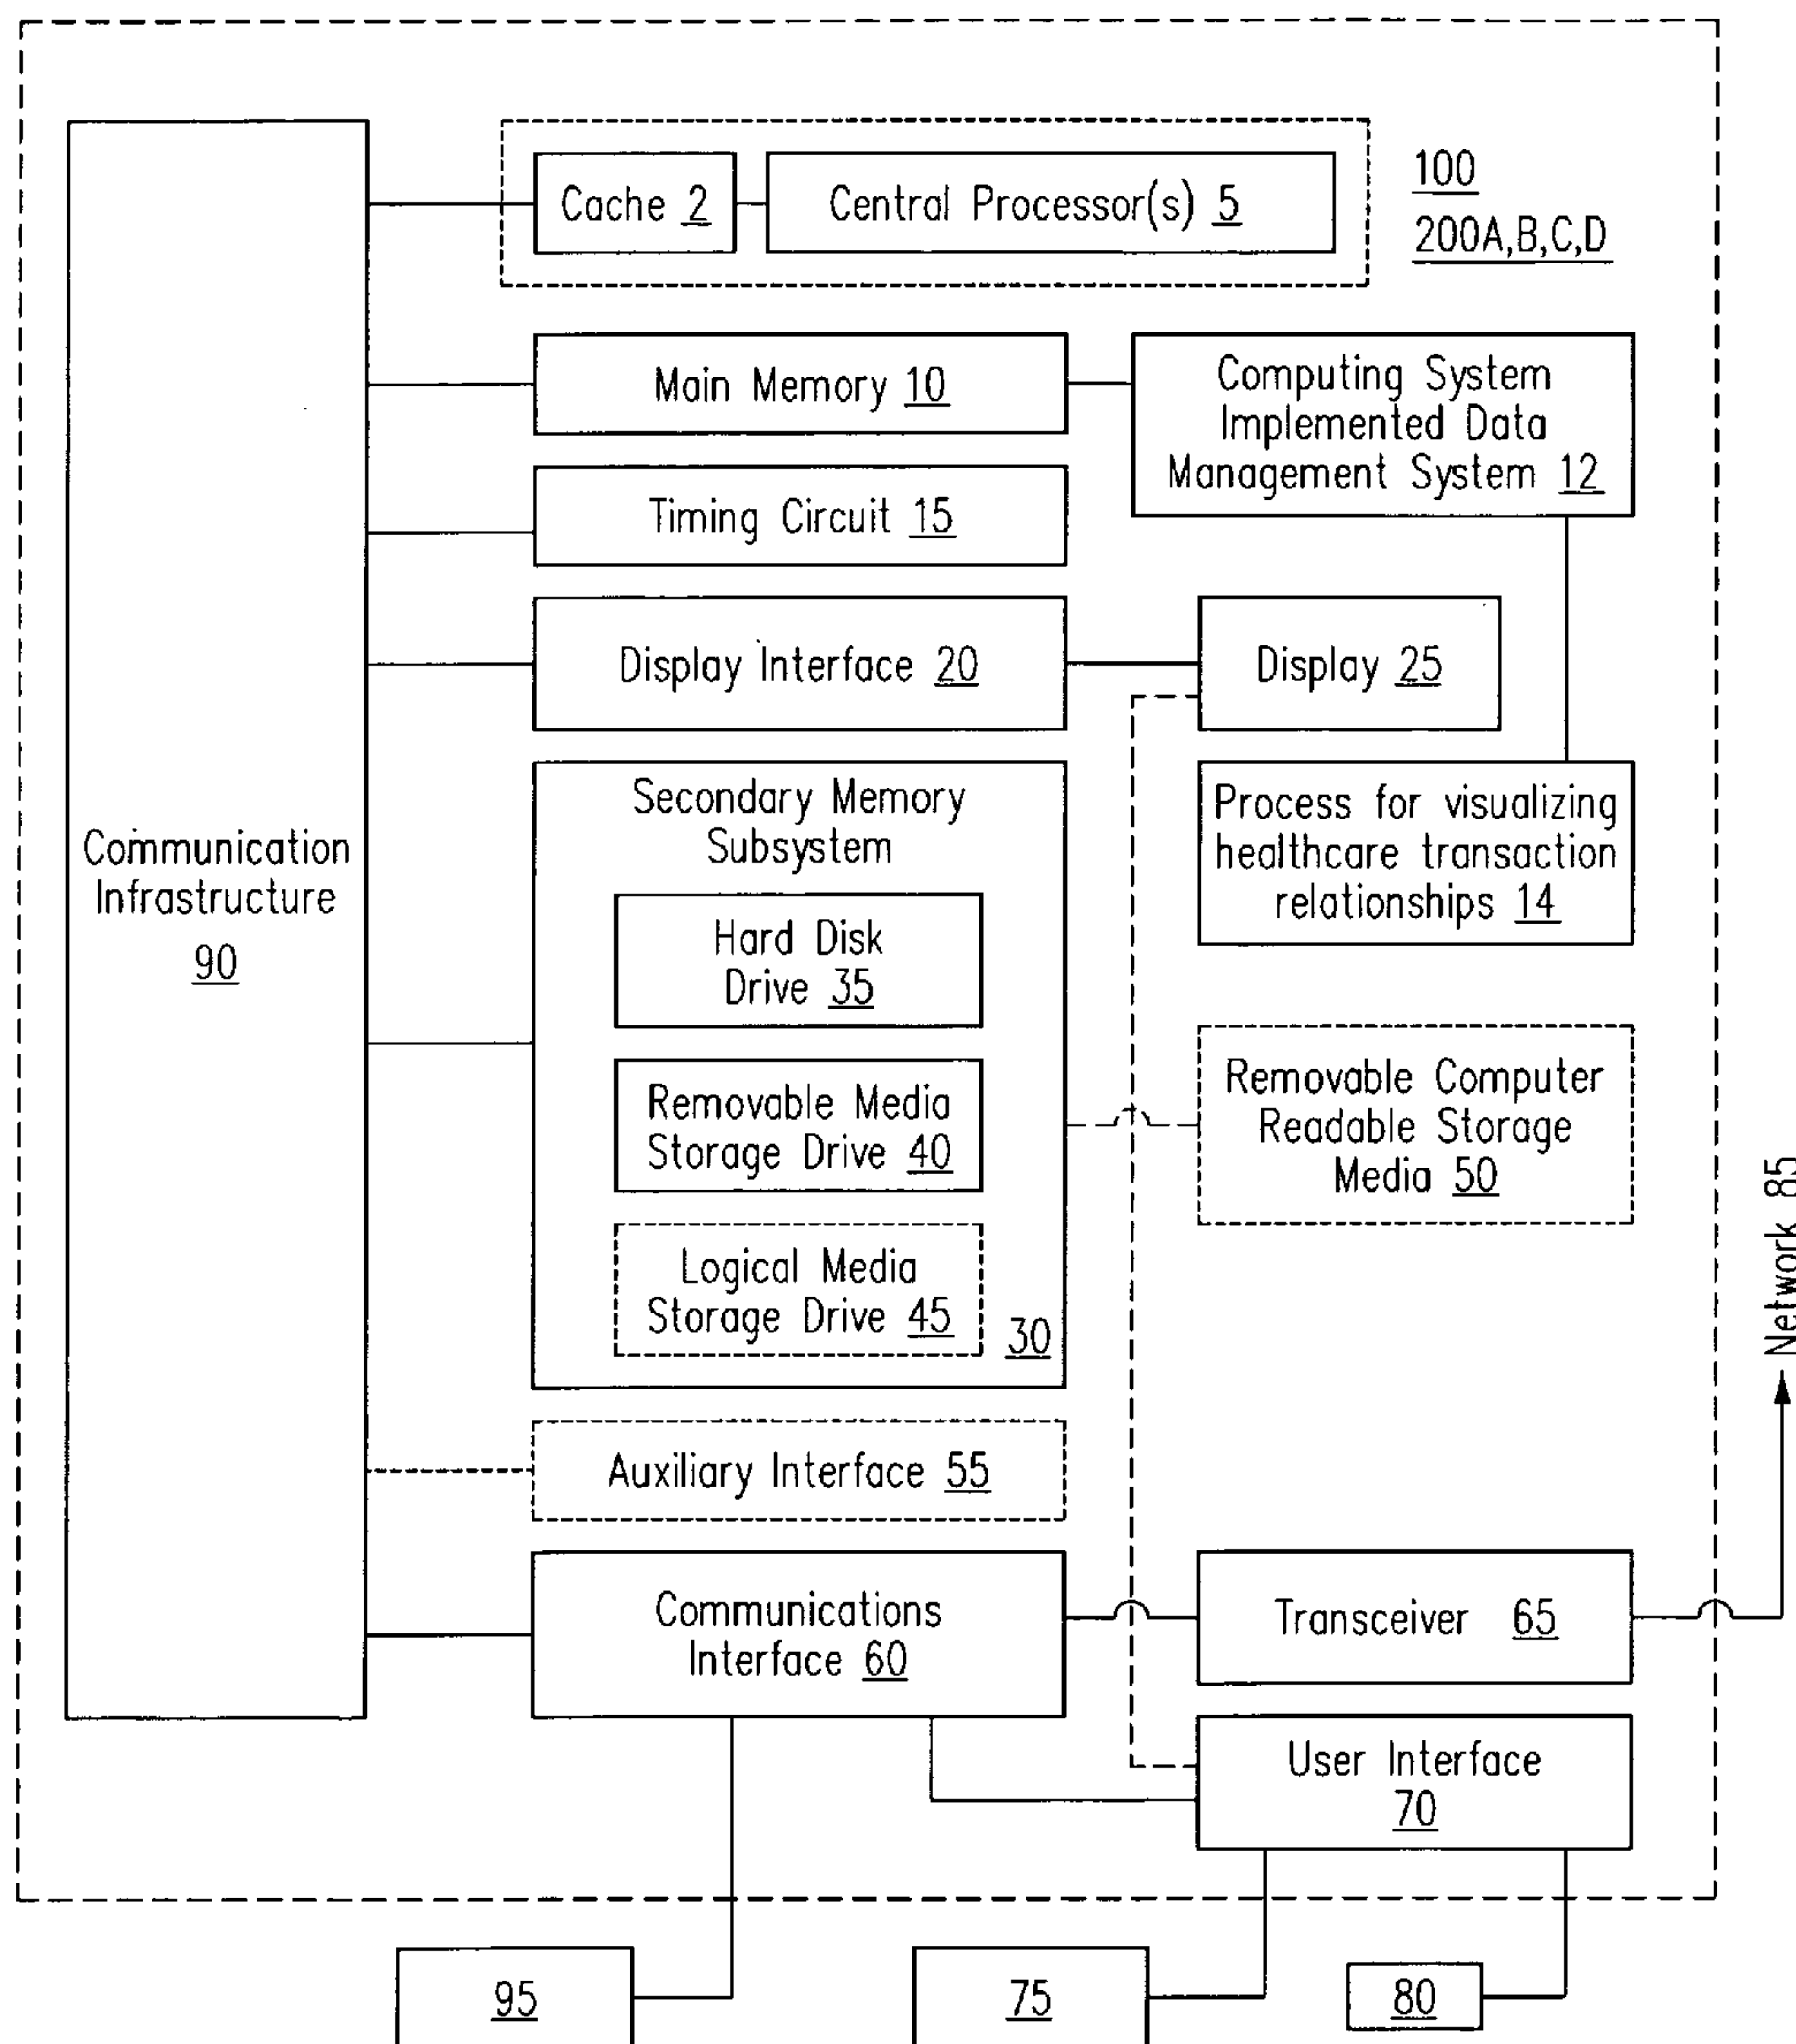 Cache 2
Central Processor(s) 5
100
200A,B,C,D
Main Memory 10
Computing System
Implemented Data
Management System 12
Timing Circuit 15
Display Interface 20
Display 25
Communication
Infrastructure
90
Secondary Memory
Subsystem
Hard Disk
Drive 35
Removable Media
Storage Drive 40
Logical Media
Storage Drive 45
30
Process for visualizing
healthcare transaction
relationships 14
Removable Computer
Readable Storage
Media 50
Network 85
Auxiliary Interface 55
Communications
Interface 60
Transceiver 65
User Interface
70
95
75
80